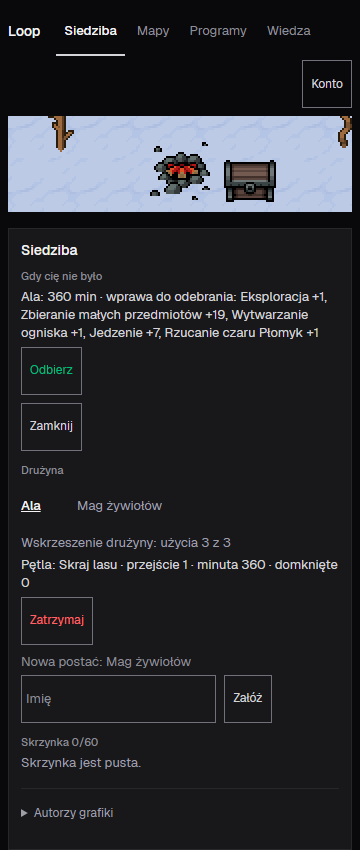 Loop Siedziba Mapy Programy Wiedza
Konto
Siedziba
Gdy cię nie było
Ala: 360 min · wprawa do odebrania: Eksploracja +1,
Zbieranie małych przedmiotów +19, Wytwarzanie
ogniska +1, Jedzenie +7, Rzucanie czaru Płomyk +1
Odbierz
Zamknij
Drużyna
Ala Mag żywiołów
Wskrzeszenie drużyny: użycia 3 z 3
Pętla: Skraj lasu · przejście 1 · minuta 360 · domknięte
0
Zatrzymaj
Nowa postać: Mag żywiołów
Imię Załóż
Skrzynka 0/60
Skrzynka jest pusta.
Autorzy grafiki